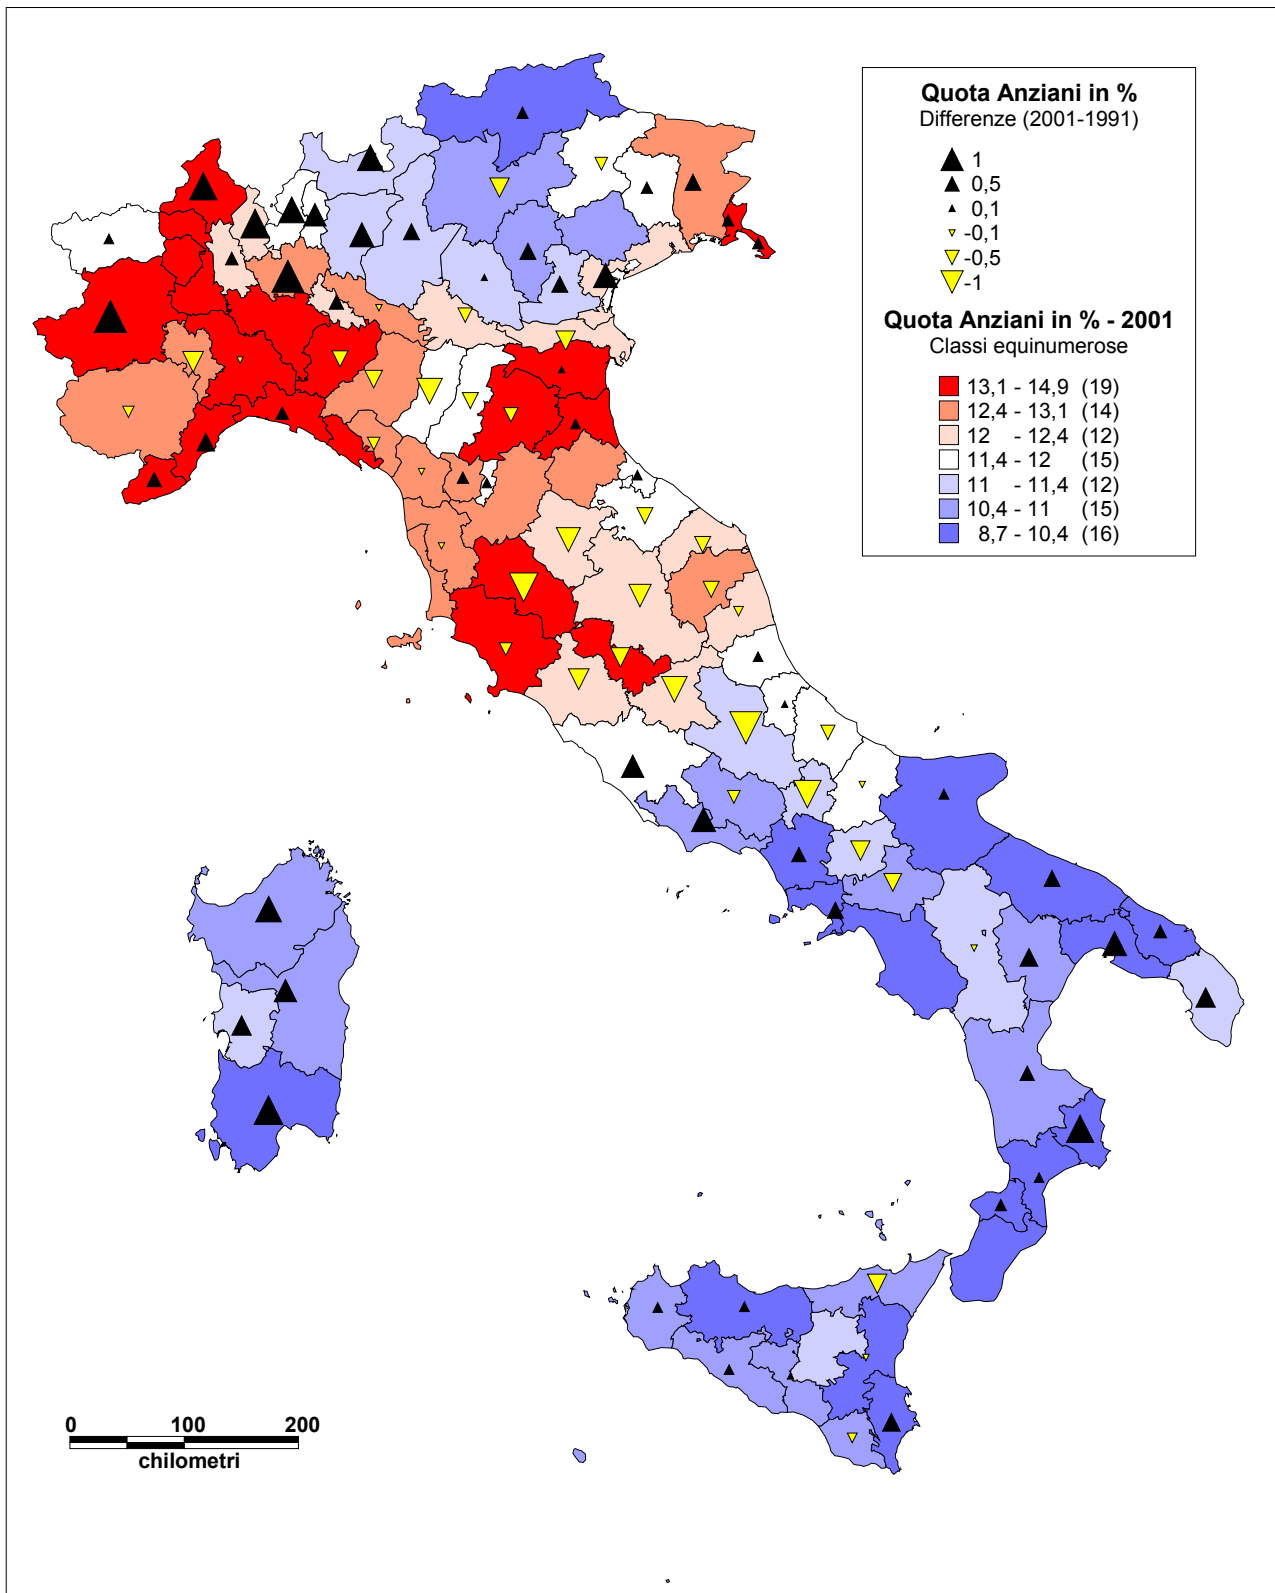 Quota Anziani in %
Differenze (2001-1991)
1
0,5
0,1
-0,1
-0,5
-1
Quota Anziani in % - 2001
Classi equinumerose
13,1 - 14,9 (19)
12,4 - 13,1 (14)
12 - 12,4 (12)
11,4 - 12 (15)
11 - 11,4 (12)
10,4 - 11 (15)
8,7 - 10,4 (16)
0 100 200
chilometri